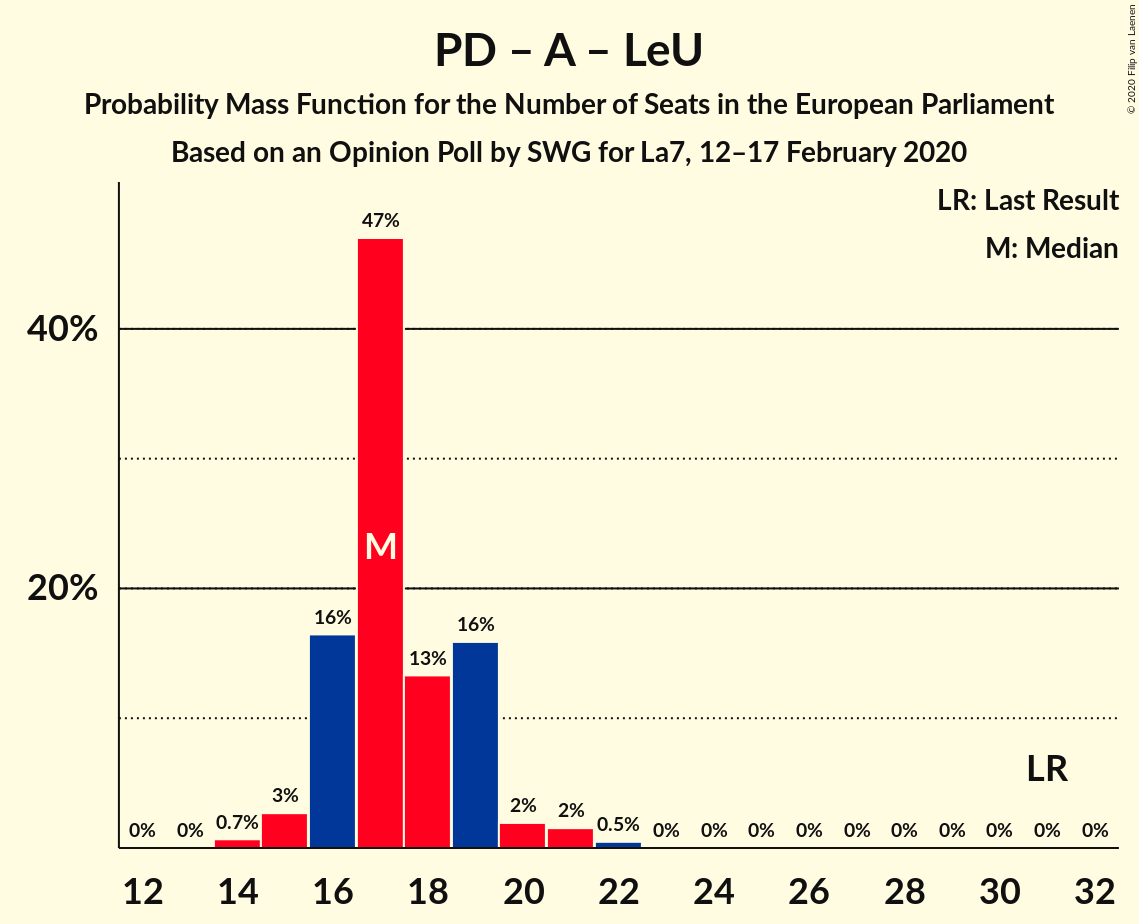 PD – A – LeU
Probability Mass Function for the Number of Seats in the European Parliament
Based on an Opinion Poll by SWG for La7, 12–17 February 2020
© 2020 Filip van Laenen
LR: Last Result
M: Median
40%
20%
0% 0% 0.7% 3% 16% 47% 13% 16% 2% 2% 0.5% 0% 0% 0% 0% 0% 0% 0% 0% 0% 0%
M
LR
12 14 16 18 20 22 24 26 28 30 32